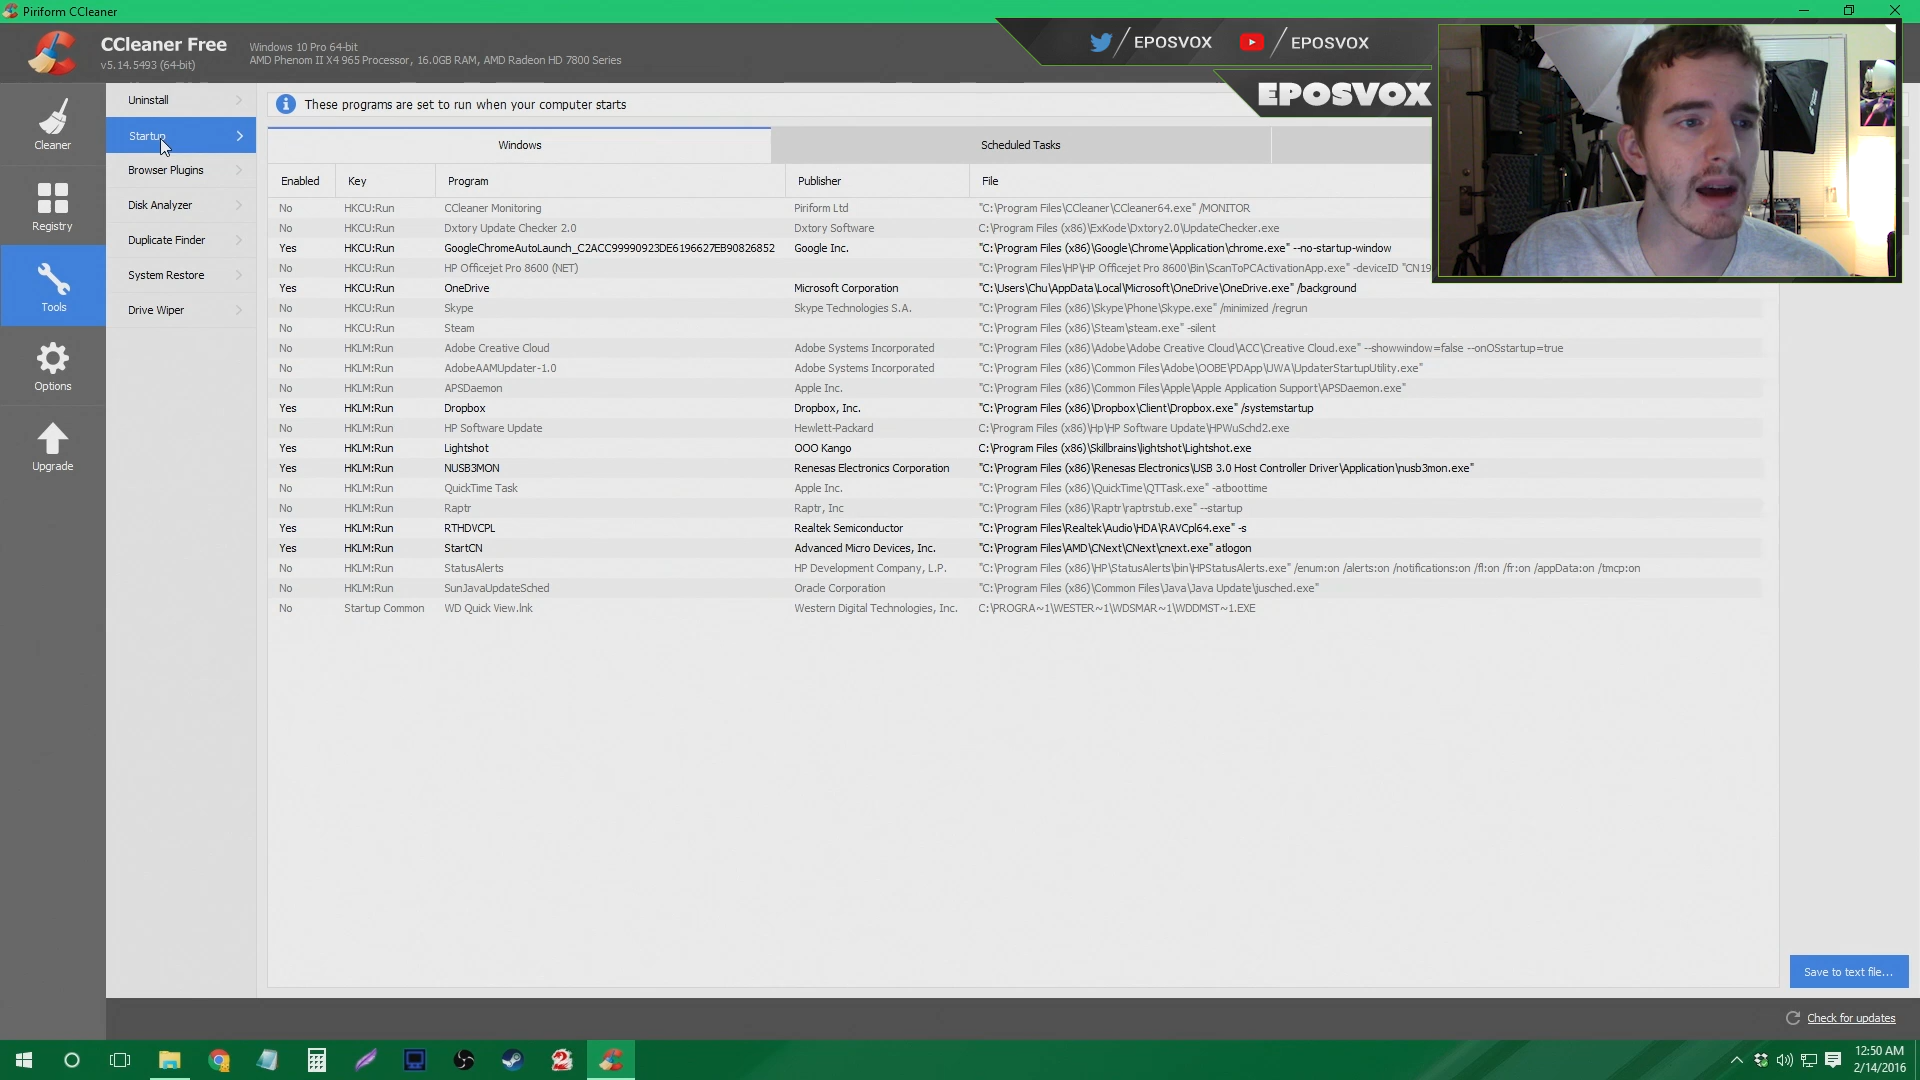 Piriform CCleaner
CCleaner Free
v5.14.5493 (64-bit)
Windows 10 Pro 64-bit
AMD Phenom II X4 965 Processor, 16.0GB RAM, AMD Radeon HD 7800 Series
EPOSVOX
EPOSVOX
EPOSVOX
Cleaner
Registry
Tools
Options
Upgrade
Uninstall
Startup
Browser Plugins
Disk Analyzer
Duplicate Finder
System Restore
Drive Wiper
These programs are set to run when your computer starts
Windows Scheduled Tasks
Enabled Key Program Publisher File
No HKCU:Run CCleaner Monitoring Piriform Ltd "C:\Program Files\CCleaner\CCleaner64.exe" /MONITOR
No HKCU:Run Dxtory Update Checker 2.0 Dxtory Software C:\Program Files (x86)\ExKode\Dxtory2.0\UpdateChecker.exe
Yes HKCU:Run GoogleChromeAutoLaunch_C2ACC99990923DE6196627EB90826852 Google Inc. "C:\Program Files (x86)\Google\Chrome\Application\chrome.exe" --no-startup-window
No HKCU:Run HP Officejet Pro 8600 (NET) "C:\Program Files\HP\HP Officejet Pro 8600\Bin\ScanToPCActivationApp.exe" -deviceID "CN19
Yes HKCU:Run OneDrive Microsoft Corporation "C:\Users\Chu\AppData\Local\Microsoft\OneDrive\OneDrive.exe" /background
No HKCU:Run Skype Skype Technologies S.A. "C:\Program Files (x86)\Skype\Phone\Skype.exe" /minimized /regrun
No HKCU:Run Steam "C:\Program Files (x86)\Steam\steam.exe" -silent
No HKLM:Run Adobe Creative Cloud Adobe Systems Incorporated "C:\Program Files (x86)\Adobe\Adobe Creative Cloud\ACC\Creative Cloud.exe" --showwindow=false --onOSstartup=true
No HKLM:Run AdobeAAMUpdater-1.0 Adobe Systems Incorporated "C:\Program Files (x86)\Common Files\Adobe\OOBE\PDApp\UWA\UpdaterStartupUtility.exe"
No HKLM:Run APSDaemon Apple Inc. "C:\Program Files (x86)\Common Files\Apple\Apple Application Support\APSDaemon.exe"
Yes HKLM:Run Dropbox Dropbox, Inc. "C:\Program Files (x86)\Dropbox\Client\Dropbox.exe" /systemstartup
No HKLM:Run HP Software Update Hewlett-Packard C:\Program Files (x86)\Hp\HP Software Update\HPWuSchd2.exe
Yes HKLM:Run Lightshot OOO Kango C:\Program Files (x86)\Skillbrains\lightshot\Lightshot.exe
Yes HKLM:Run NUSB3MON Renesas Electronics Corporation "C:\Program Files (x86)\Renesas Electronics\USB 3.0 Host Controller Driver\Application\nusb3mon.exe"
No HKLM:Run QuickTime Task Apple Inc. "C:\Program Files (x86)\QuickTime\QTTask.exe" -atboottime
No HKLM:Run Raptr Raptr, Inc "C:\Program Files (x86)\Raptr\raptrstub.exe" --startup
Yes HKLM:Run RTHDVCPL Realtek Semiconductor "C:\Program Files\Realtek\Audio\HDA\RAVCpl64.exe" -s
Yes HKLM:Run StartCN Advanced Micro Devices, Inc. "C:\Program Files\AMD\CNext\CNext\cnext.exe" atlogon
No HKLM:Run StatusAlerts HP Development Company, L.P. "C:\Program Files (x86)\HP\StatusAlerts\bin\HPStatusAlerts.exe" /enum:on /alerts:on /notifications:on /fl:on /fr:on /appData:on /tmcp:on
No HKLM:Run SunJavaUpdateSched Oracle Corporation "C:\Program Files (x86)\Common Files\Java\Java Update\jusched.exe"
No Startup Common WD Quick View.lnk Western Digital Technologies, Inc. C:\PROGRA~1\WESTER~1\WDSMAR~1\WDDMST~1.EXE
Save to text file...
Check for updates
12:50 AM
2/14/2016